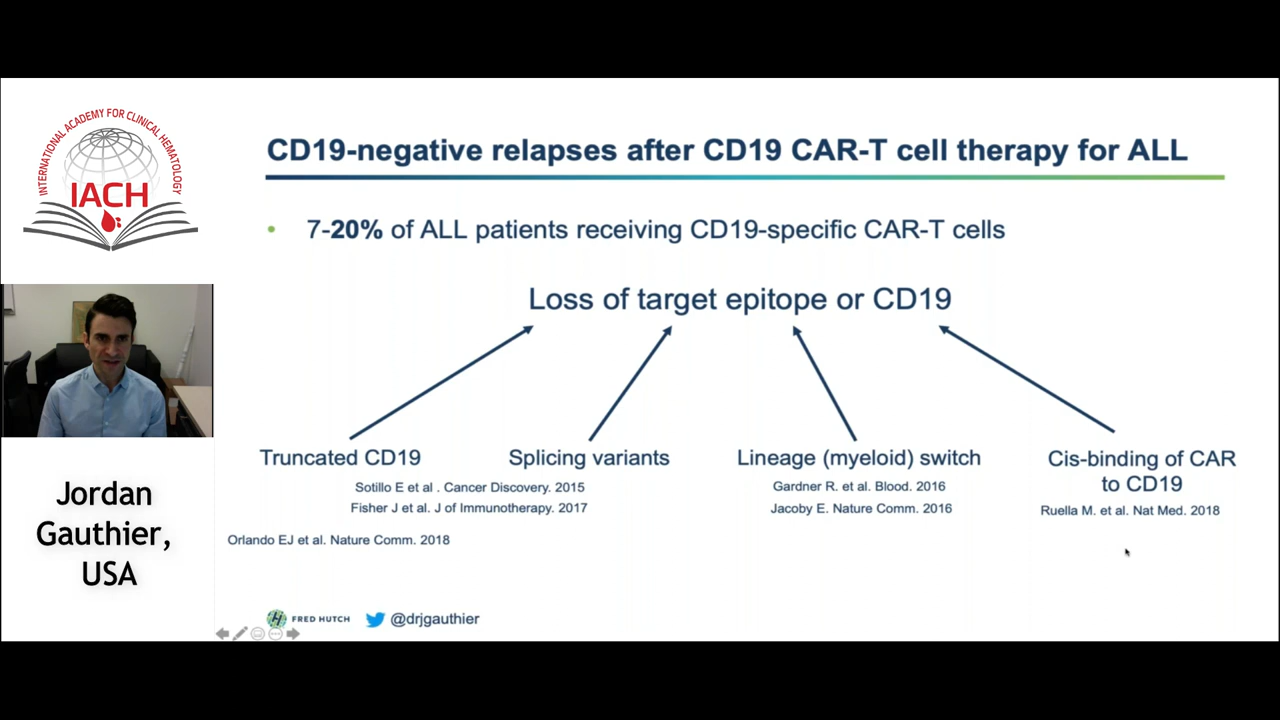 INTERNATIONAL ACADEMY FOR CLINICAL HEMATOLOGY
IACH
Jordan
Gauthier,
USA
CD19-negative relapses after CD19 CAR-T cell therapy for ALL
• 7-20% of ALL patients receiving CD19-specific CAR-T cells
Loss of target epitope or CD19
Truncated CD19
Splicing variants
Sotillo E et al . Cancer Discovery. 2015
Fisher J et al. J of Immunotherapy. 2017
Orlando EJ et al. Nature Comm. 2018
Lineage (myeloid) switch
Gardner R. et al. Blood. 2016
Jacoby E. Nature Comm. 2016
Cis-binding of CAR
to CD19
Ruella M. et al. Nat Med. 2018
FRED HUTCH
@drjgauthier